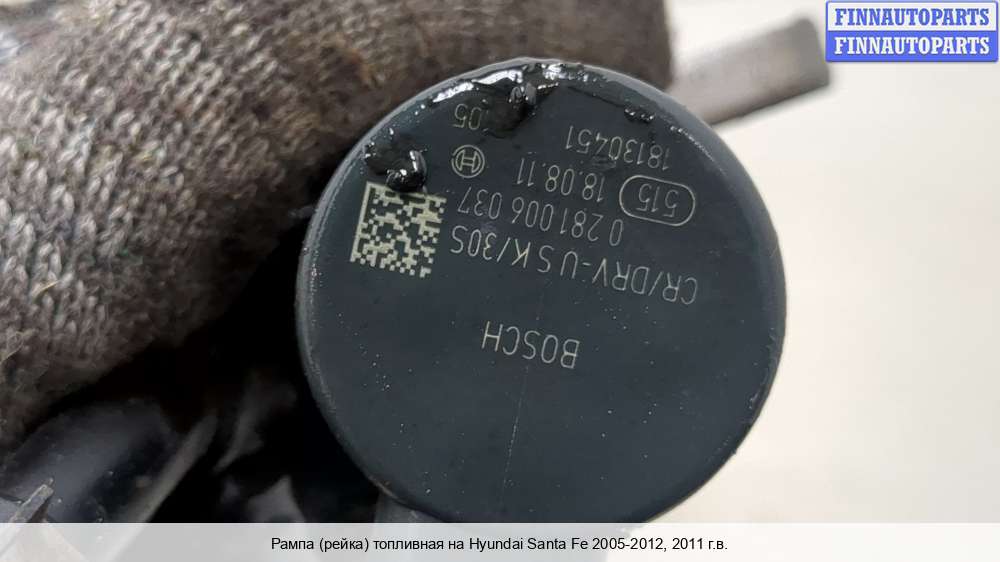 FINNAUTOPARTS
FINNAUTOPARTS
BOSCH
CR/DRV-USK/30S
0 281 006 037
515 18.08.11
18130451
05
Рампа (рейка) топливная на Hyundai Santa Fe 2005-2012, 2011 г.в.